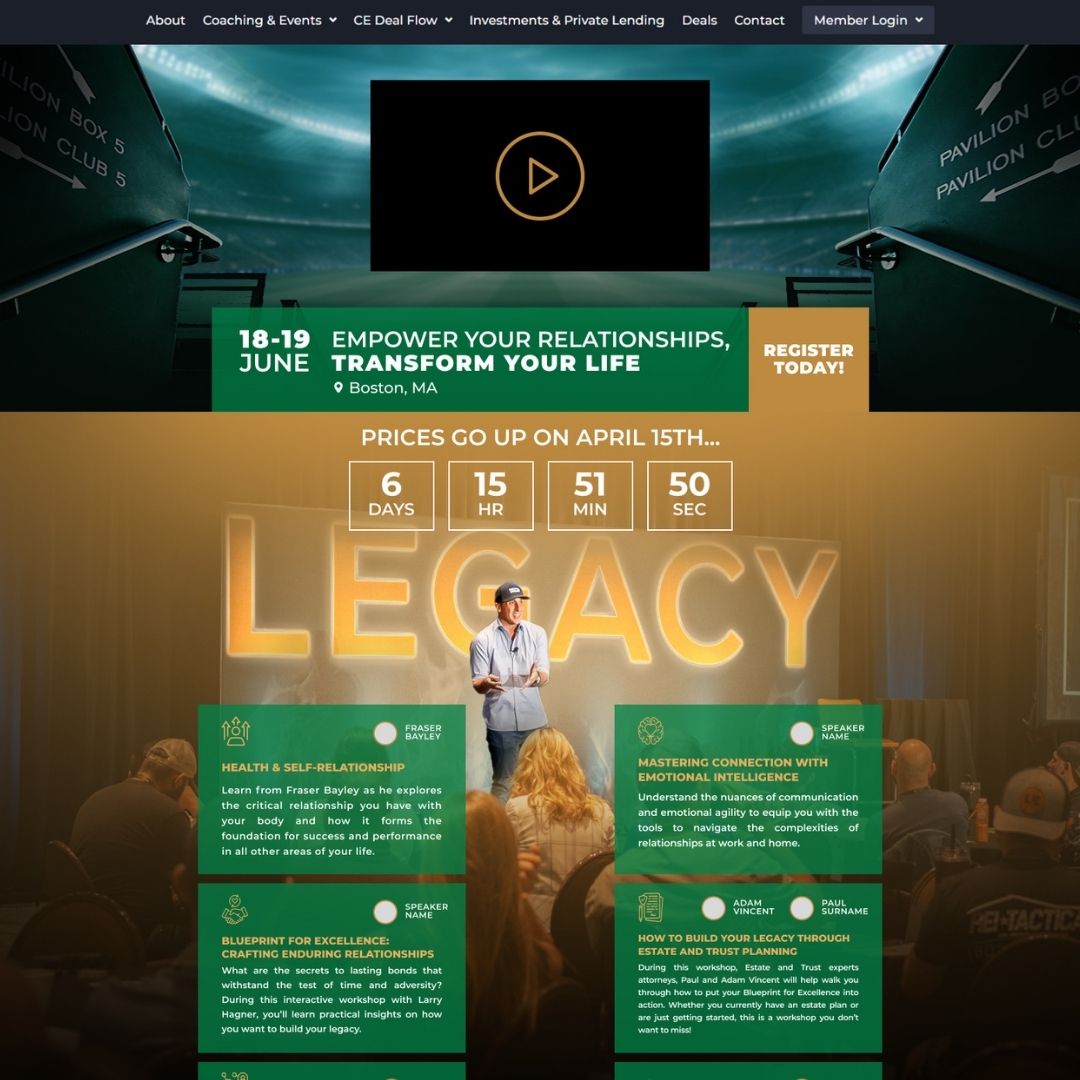 About Coaching & Events CE Deal Flow Investments & Private Lending Deals Contact Member Login
PAVILION BOX 5
PAVILION CLUB 5
PAVILION
PAVILION
18-19
JUNE
EMPOWER YOUR RELATIONSHIPS,
TRANSFORM YOUR LIFE
Boston, MA
REGISTER
TODAY!
PRICES GO UP ON APRIL 15TH...
6
DAYS
15
HR
51
MIN
50
SEC
LEGACY
FRASER
BAYLEY
HEALTH & SELF-RELATIONSHIP
Learn from Fraser Bayley as he explores
the critical relationship you have with
your body and how it forms the
foundation for success and performance
in all other areas of your life.
SPEAKER
NAME
MASTERING CONNECTION WITH
EMOTIONAL INTELLIGENCE
Understand the nuances of communication
and emotional agility to equip you with the
tools to navigate the complexities of
relationships at work and home.
SPEAKER
NAME
BLUEPRINT FOR EXCELLENCE:
CRAFTING ENDURING RELATIONSHIPS
What are the secrets to lasting bonds that
withstand the test of time and adversity?
During this interactive workshop with Larry
Hagner, you'll learn practical insights on how
you want to build your legacy.
ADAM
VINCENT
PAUL
SURNAME
HOW TO BUILD YOUR LEGACY THROUGH
ESTATE AND TRUST PLANNING
During this workshop, Estate and Trust experts
attorneys, Paul and Adam Vincent will help walk you
through how to put your Blueprint for Excellence into
action. Whether you currently have an estate plan or
are just getting started, this is a workshop you don't
want to miss!